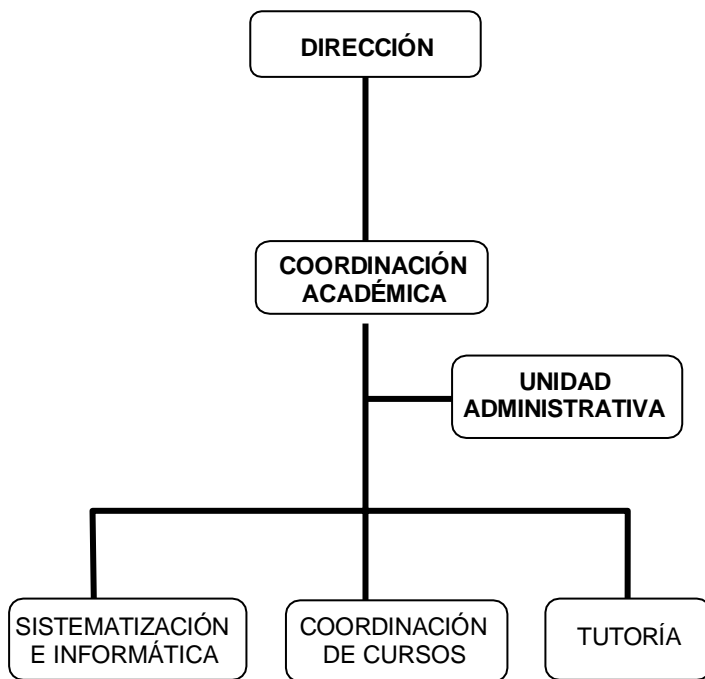 DIRECCIÓN
COORDINACIÓN
ACADÉMICA
UNIDAD
ADMINISTRATIVA
SISTEMATIZACIÓN
E INFORMÁTICA
COORDINACIÓN
DE CURSOS
TUTORÍA